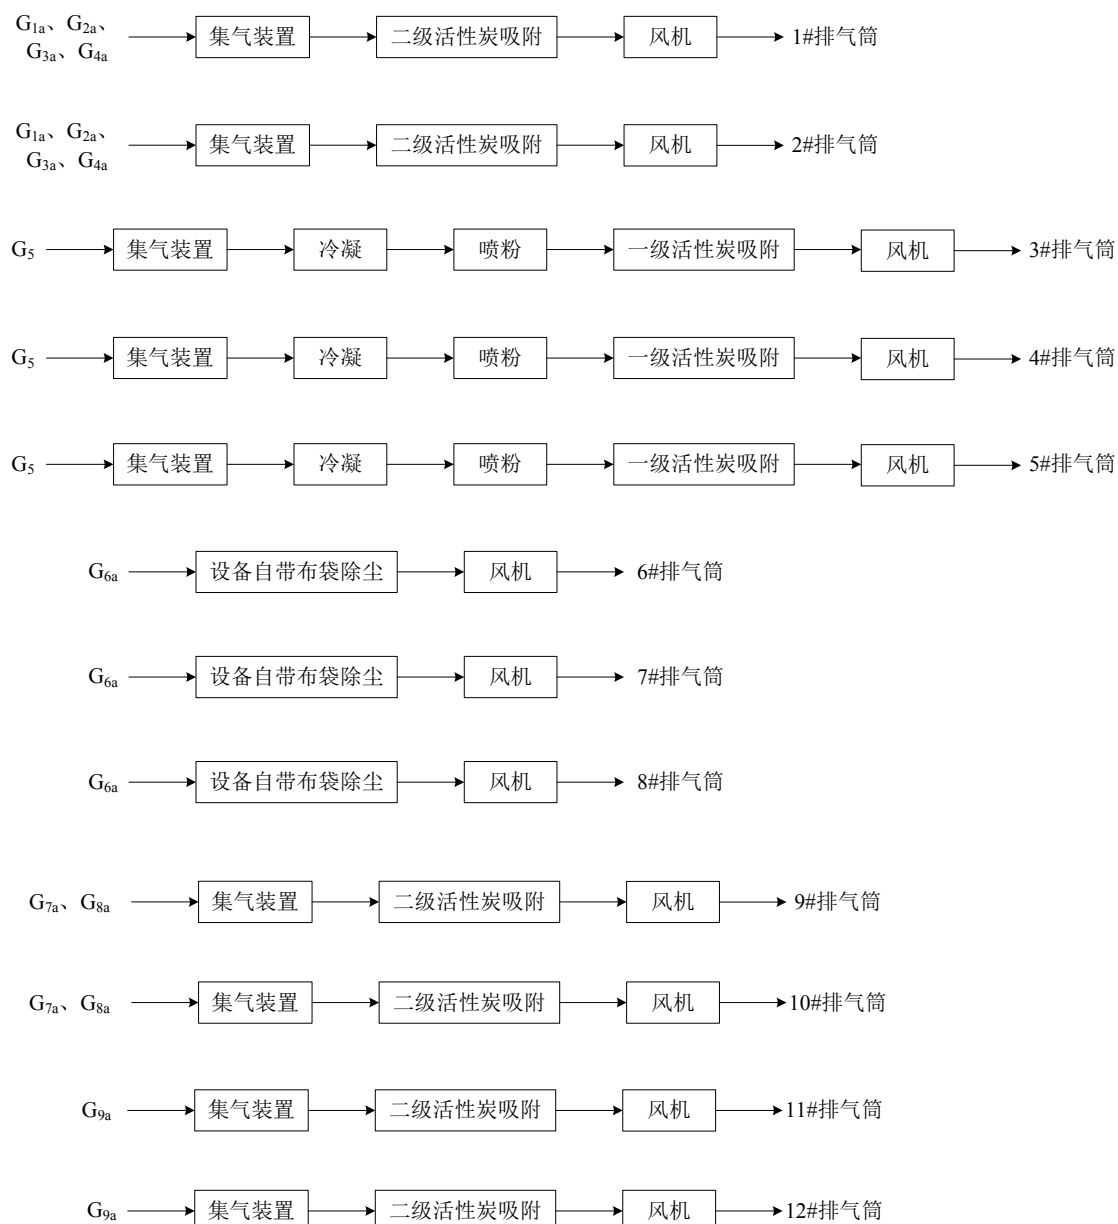 G1a、G2a、
G3a、G4a
集气装置 二级活性炭吸附 风机 1#排气筒
G1a、G2a、
G3a、G4a
集气装置 二级活性炭吸附 风机 2#排气筒
G5 集气装置 冷凝 喷粉 一级活性炭吸附 风机 3#排气筒
G5 集气装置 冷凝 喷粉 一级活性炭吸附 风机 4#排气筒
G5 集气装置 冷凝 喷粉 一级活性炭吸附 风机 5#排气筒
G6a 设备自带布袋除尘 风机 6#排气筒
G6a 设备自带布袋除尘 风机 7#排气筒
G6a 设备自带布袋除尘 风机 8#排气筒
G7a、G8a 集气装置 二级活性炭吸附 风机 9#排气筒
G7a、G8a 集气装置 二级活性炭吸附 风机 10#排气筒
G9a 集气装置 二级活性炭吸附 风机 11#排气筒
G9a 集气装置 二级活性炭吸附 风机 12#排气筒